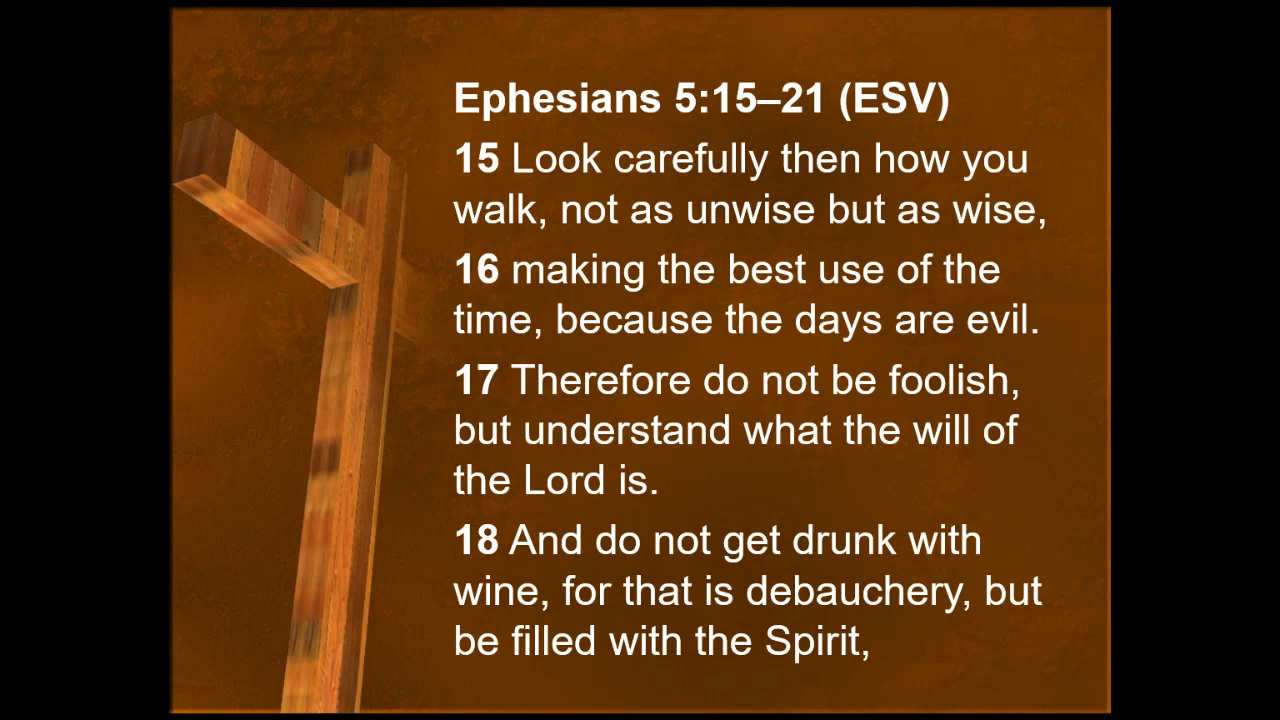 Ephesians 5:15–21 (ESV)
15 Look carefully then how you
walk, not as unwise but as wise,
16 making the best use of the
time, because the days are evil.
17 Therefore do not be foolish,
but understand what the will of
the Lord is.
18 And do not get drunk with
wine, for that is debauchery, but
be filled with the Spirit,